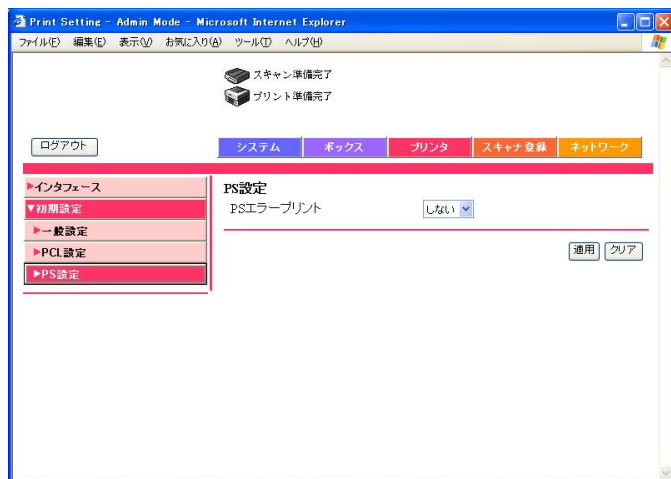 Print Setting - Admin Mode - Microsoft Internet Explorer
ファイル(F) 編集(E) 表示(V) お気に入り(A) ツール(T) ヘルプ(H)
スキャン準備完了
プリント準備完了
ログアウト
システム ボックス プリンタ スキャナ登録 ネットワーク
▶インタフェース
▼初期設定
▶一般設定
▶PCL設定
▶PS設定
PS設定
PSエラープリント しない
適用 クリア